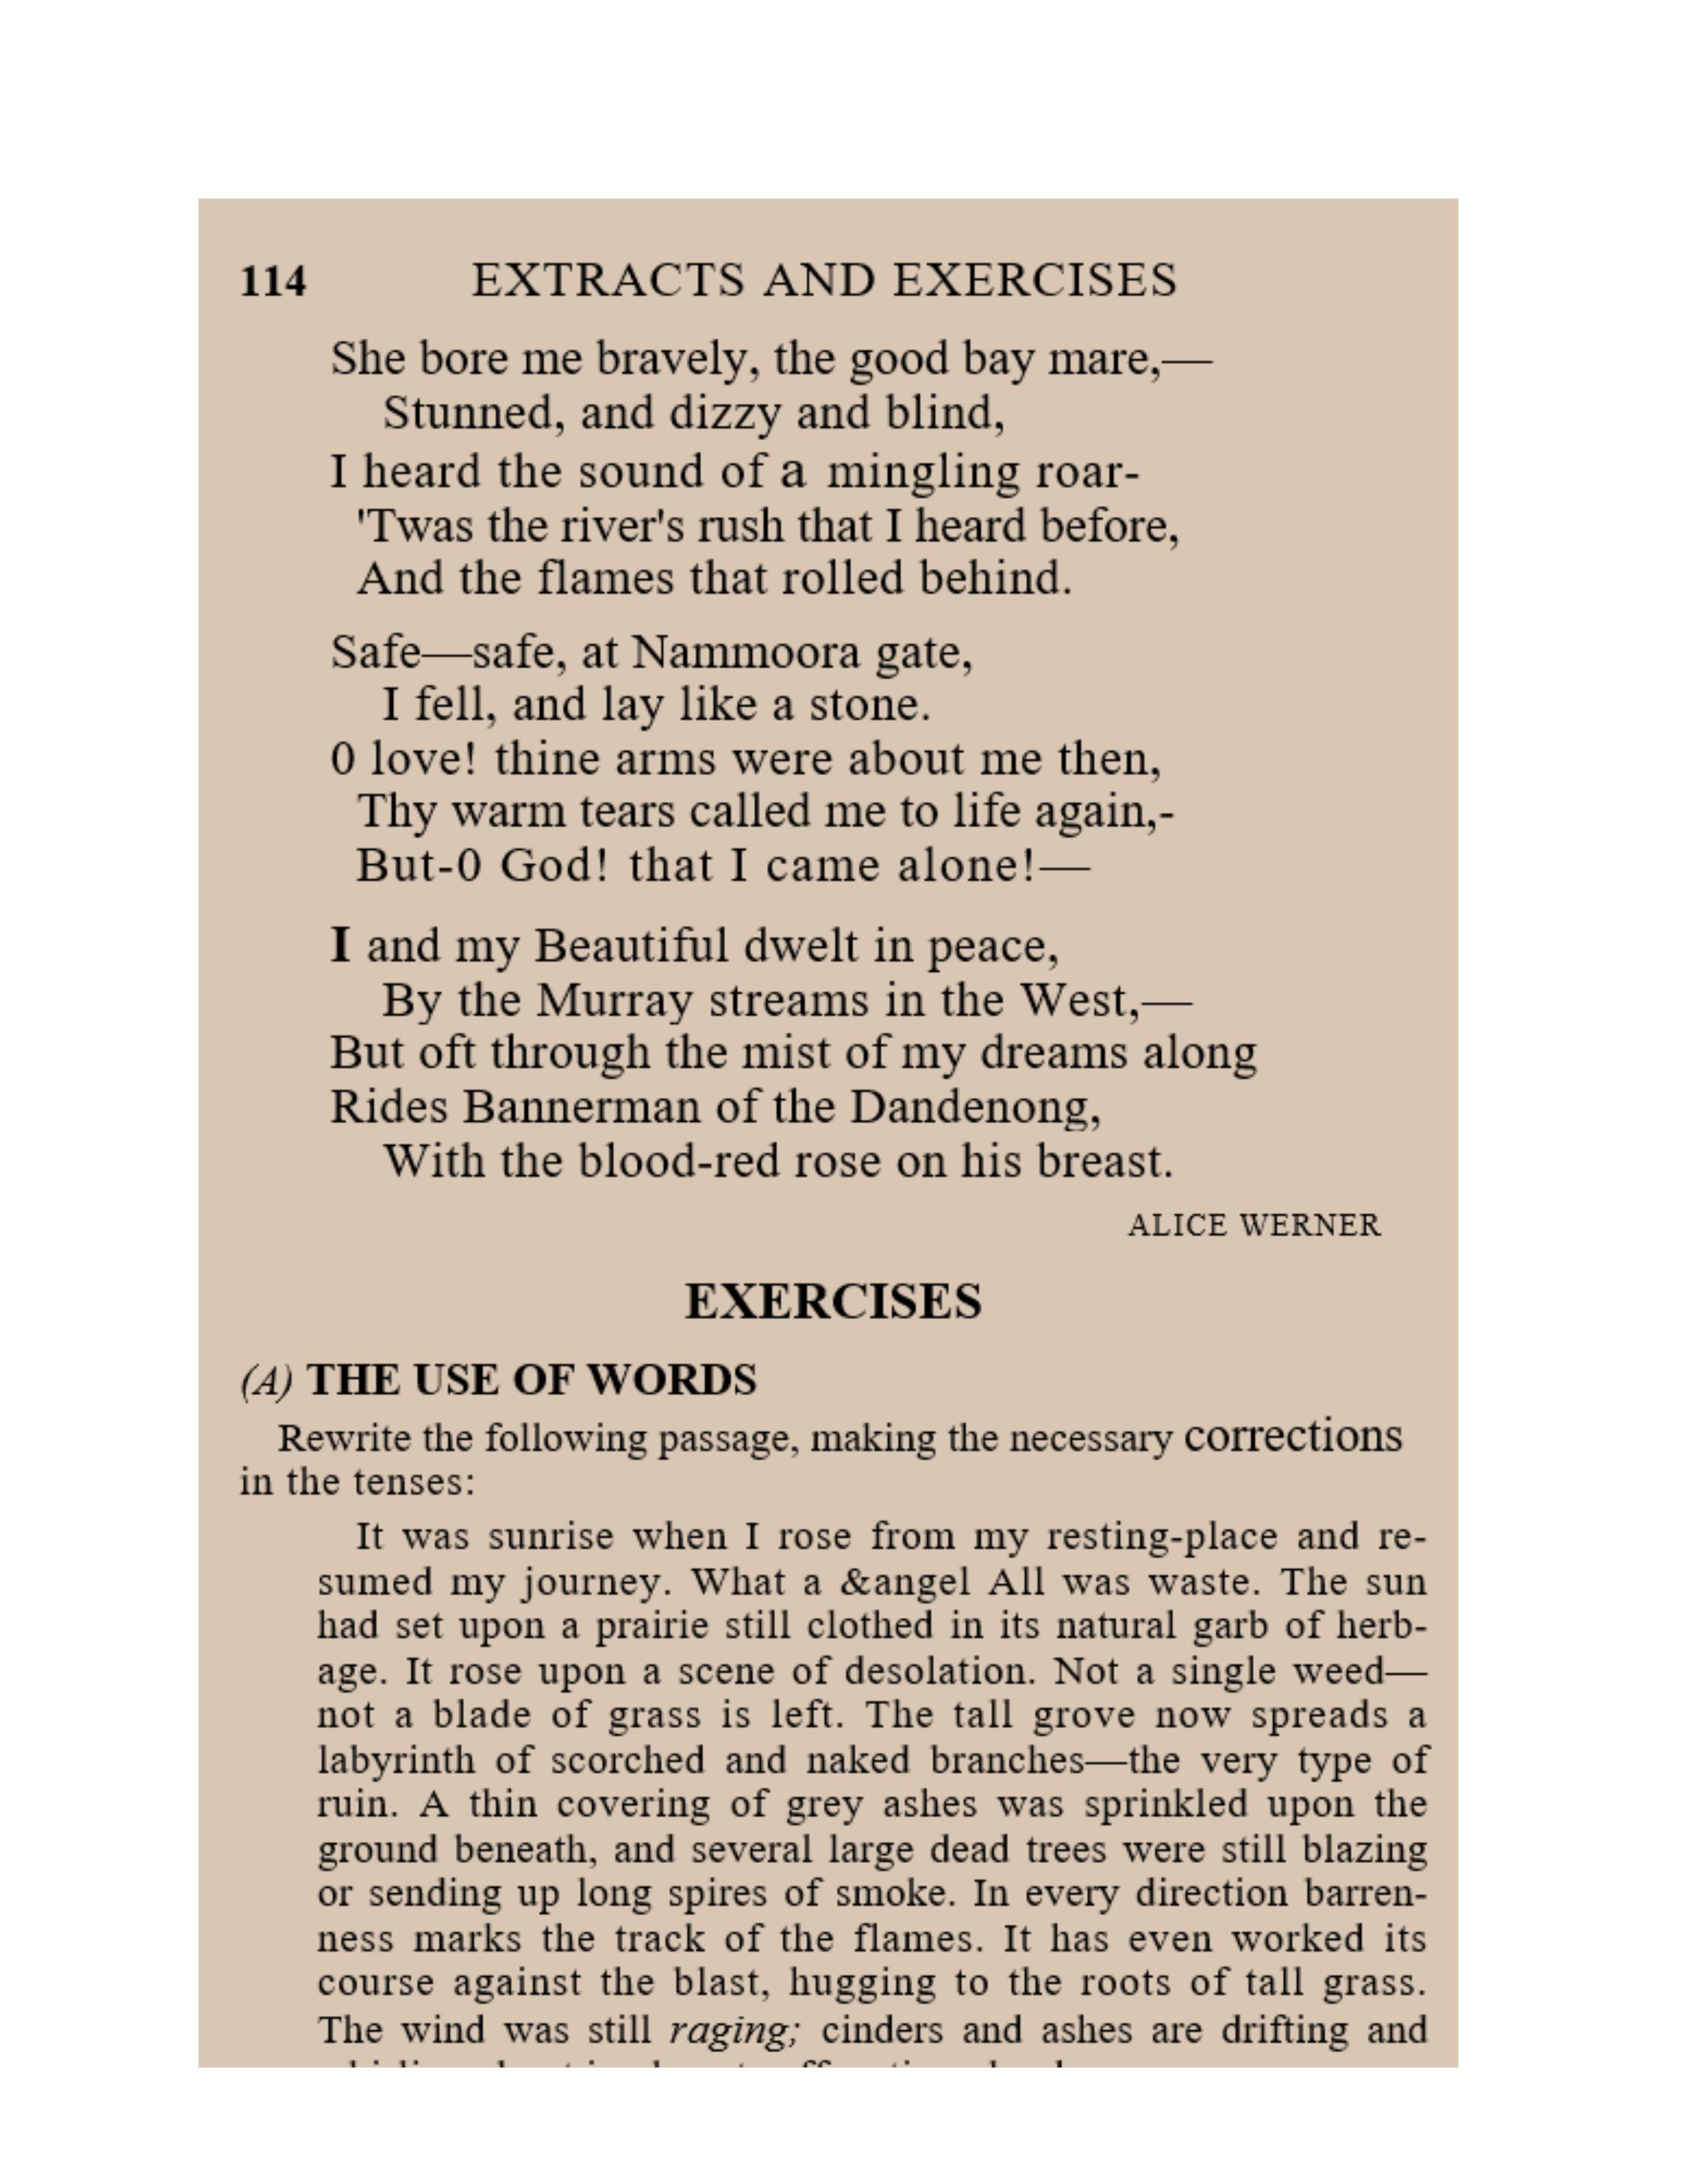 114 EXTRACTS AND EXERCISES
She bore me bravely, the good bay mare,—
Stunned, and dizzy and blind,
I heard the sound of a mingling roar-
'Twas the river's rush that I heard before,
And the flames that rolled behind.
Safe—safe, at Nammoora gate,
I fell, and lay like a stone.
0 love! thine arms were about me then,
Thy warm tears called me to life again,-
But-0 God! that I came alone!—
I and my Beautiful dwelt in peace,
By the Murray streams in the West,—
But oft through the mist of my dreams along
Rides Bannerman of the Dandenong,
With the blood-red rose on his breast.
ALICE WERNER
EXERCISES
(A) THE USE OF WORDS
Rewrite the following passage, making the necessary corrections
in the tenses:
It was sunrise when I rose from my resting-place and re-
sumed my journey. What a &angel All was waste. The sun
had set upon a prairie still clothed in its natural garb of herb-
age. It rose upon a scene of desolation. Not a single weed—
not a blade of grass is left. The tall grove now spreads a
labyrinth of scorched and naked branches—the very type of
ruin. A thin covering of grey ashes was sprinkled upon the
ground beneath, and several large dead trees were still blazing
or sending up long spires of smoke. In every direction barren-
ness marks the track of the flames. It has even worked its
course against the blast, hugging to the roots of tall grass.
The wind was still raging; cinders and ashes are drifting and